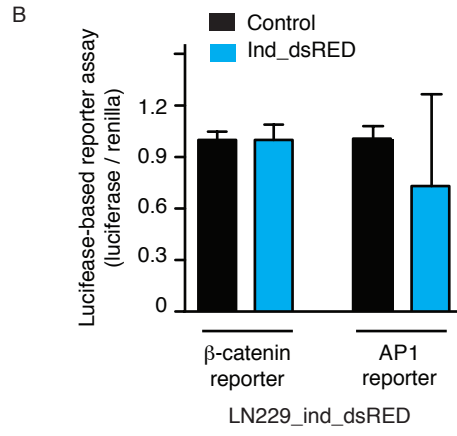 B
Control
Ind_dsRED
Lucifease-based reporter assay
(luciferase / renilla)
1.2
0.9
0.6
0.3
0
β-catenin
reporter
AP1
reporter
LN229_ind_dsRED